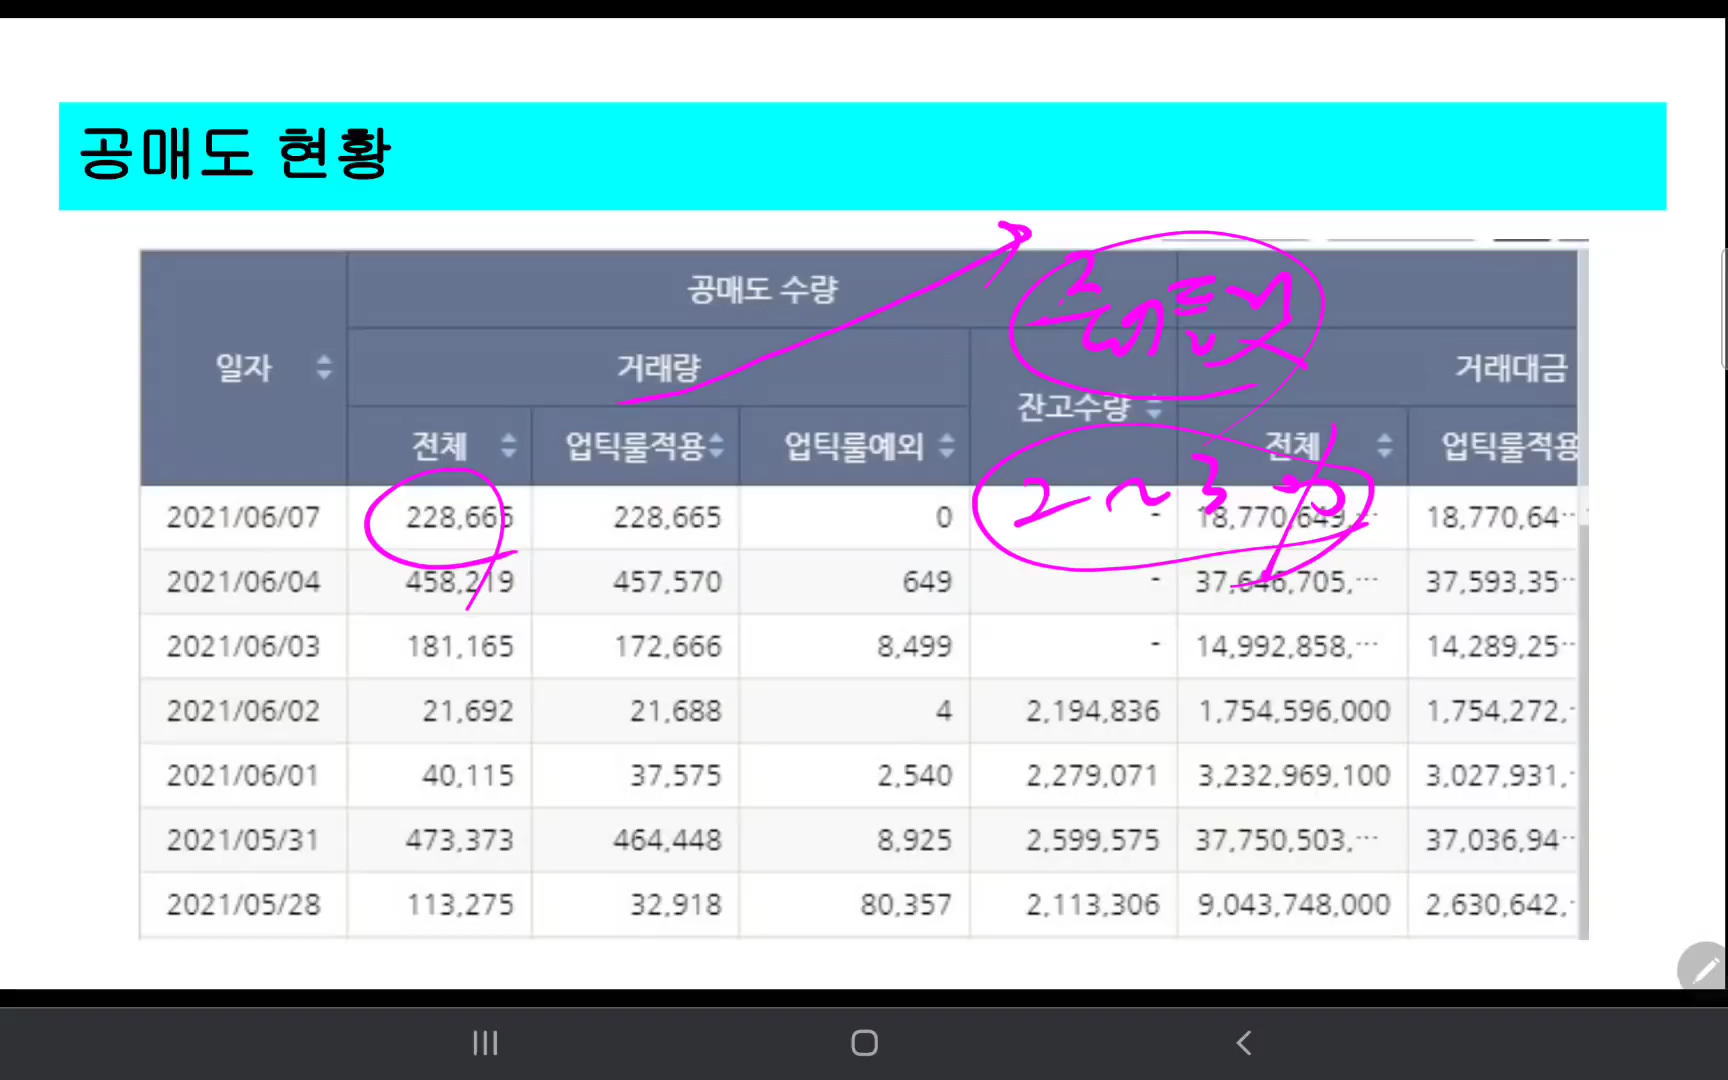 공매도 현황
공매도 수량
일자 거래량 잔고수량 거래대금
전체 업틱룰적용 업틱룰예외 전체 업틱룰적용
2021/06/07 228,665 228,665 0 - 18,770,649,… 18,770,64…
2021/06/04 458,219 457,570 649 - 37,646,705,… 37,593,35…
2021/06/03 181,165 172,666 8,499 - 14,992,858,… 14,289,25…
2021/06/02 21,692 21,688 4 2,194,836 1,754,596,000 1,754,272,…
2021/06/01 40,115 37,575 2,540 2,279,071 3,232,969,100 3,027,931,…
2021/05/31 473,373 464,448 8,925 2,599,575 37,750,503,… 37,036,94…
2021/05/28 113,275 32,918 80,357 2,113,306 9,043,748,000 2,630,642,…